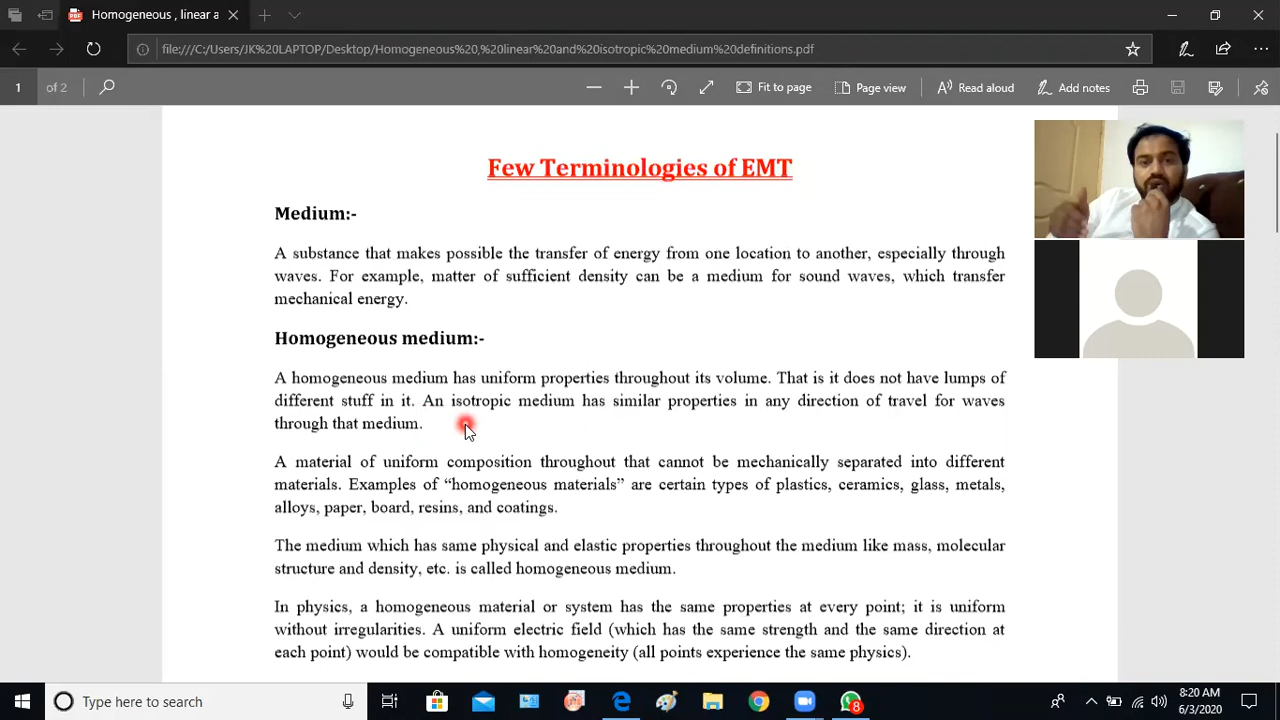 Homogeneous , linear a
file:///C:/Users/JK%20LAPTOP/Desktop/Homogeneous%20,%20linear%20and%20isotropic%20medium%20definitions.pdf
1 of 2
Fit to page
Page view
Read aloud
Add notes
Few Terminologies of EMT
Medium:-
A substance that makes possible the transfer of energy from one location to another, especially through
waves. For example, matter of sufficient density can be a medium for sound waves, which transfer
mechanical energy.
Homogeneous medium:-
A homogeneous medium has uniform properties throughout its volume. That is it does not have lumps of
different stuff in it. An isotropic medium has similar properties in any direction of travel for waves
through that medium.
A material of uniform composition throughout that cannot be mechanically separated into different
materials. Examples of “homogeneous materials” are certain types of plastics, ceramics, glass, metals,
alloys, paper, board, resins, and coatings.
The medium which has same physical and elastic properties throughout the medium like mass, molecular
structure and density, etc. is called homogeneous medium.
In physics, a homogeneous material or system has the same properties at every point; it is uniform
without irregularities. A uniform electric field (which has the same strength and the same direction at
each point) would be compatible with homogeneity (all points experience the same physics).
Type here to search
8
8:20 AM
6/3/2020